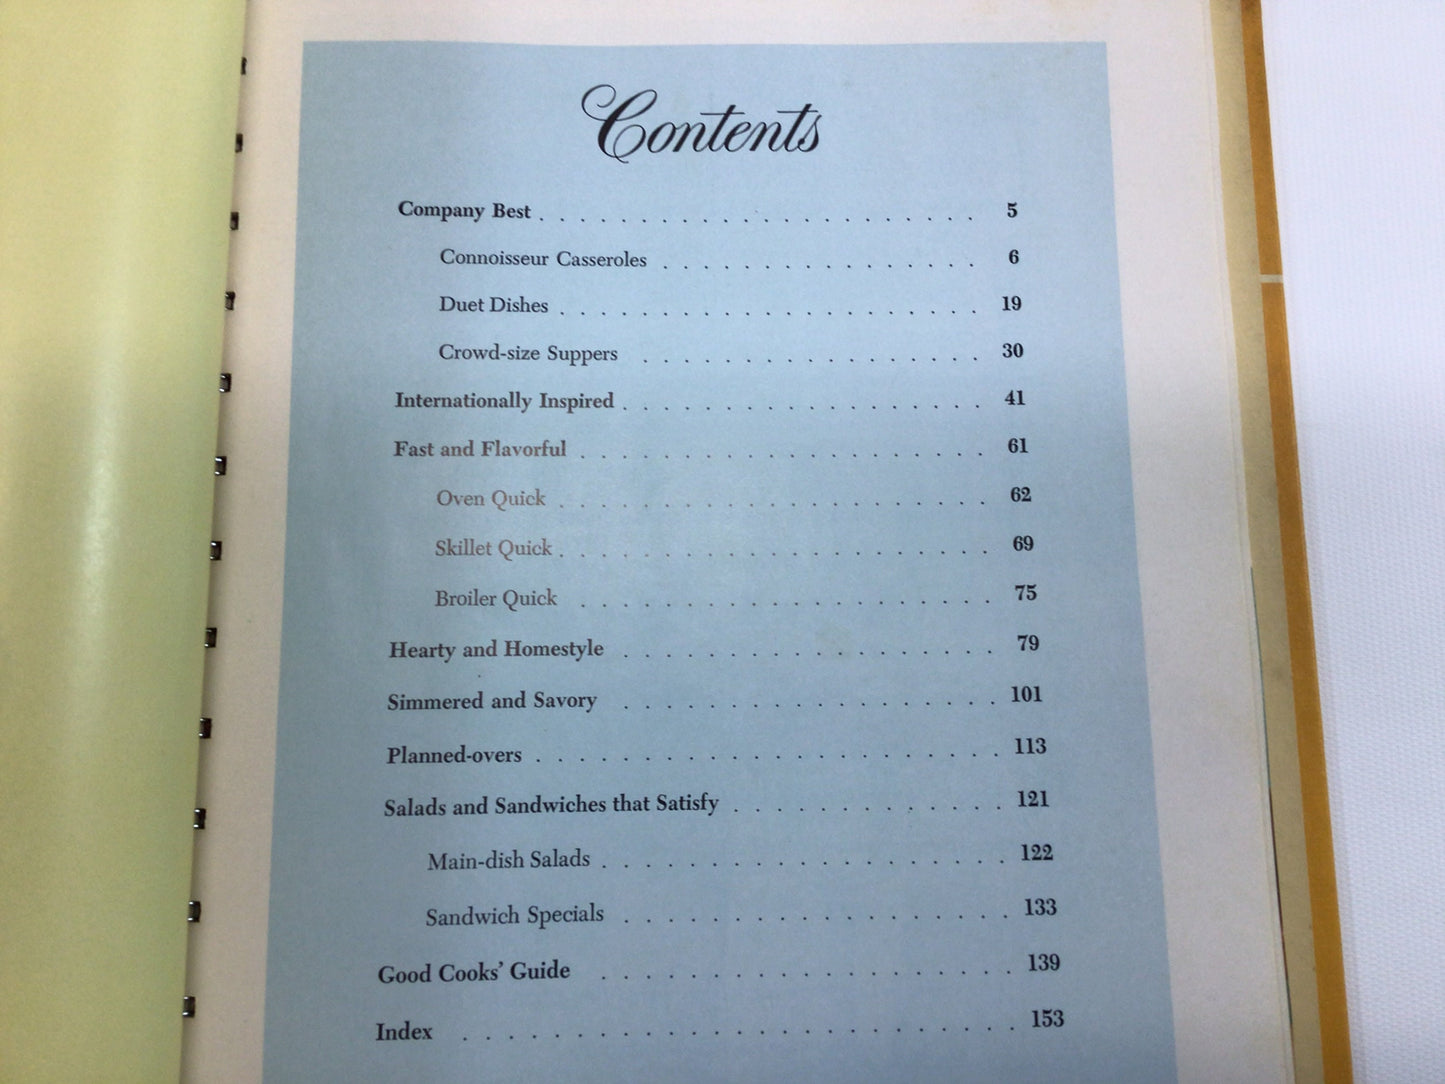 Contents
Company Best . . . . . . . . . . . . . . . . . . . . . . 5
Connoisseur Casseroles . . . . . . . . . . . . . . . . 6
Duet Dishes . . . . . . . . . . . . . . . . . . . . . 19
Crowd-size Suppers . . . . . . . . . . . . . . . . . 30
Internationally Inspired . . . . . . . . . . . . . . . . . . 41
Fast and Flavorful . . . . . . . . . . . . . . . . . . . . 61
Oven Quick . . . . . . . . . . . . . . . . . . . . . 62
Skillet Quick . . . . . . . . . . . . . . . . . . . . . 69
Broiler Quick . . . . . . . . . . . . . . . . . . . . 75
Hearty and Homestyle . . . . . . . . . . . . . . . . . . 79
Simmered and Savory . . . . . . . . . . . . . . . . . . 101
Planned-overs . . . . . . . . . . . . . . . . . . . . . . 113
Salads and Sandwiches that Satisfy . . . . . . . . . . . . . 121
Main-dish Salads . . . . . . . . . . . . . . . . . . . 122
Sandwich Specials . . . . . . . . . . . . . . . . . . 133
Good Cooks' Guide . . . . . . . . . . . . . . . . . . . 139
Index . . . . . . . . . . . . . . . . . . . . . . . . . 153